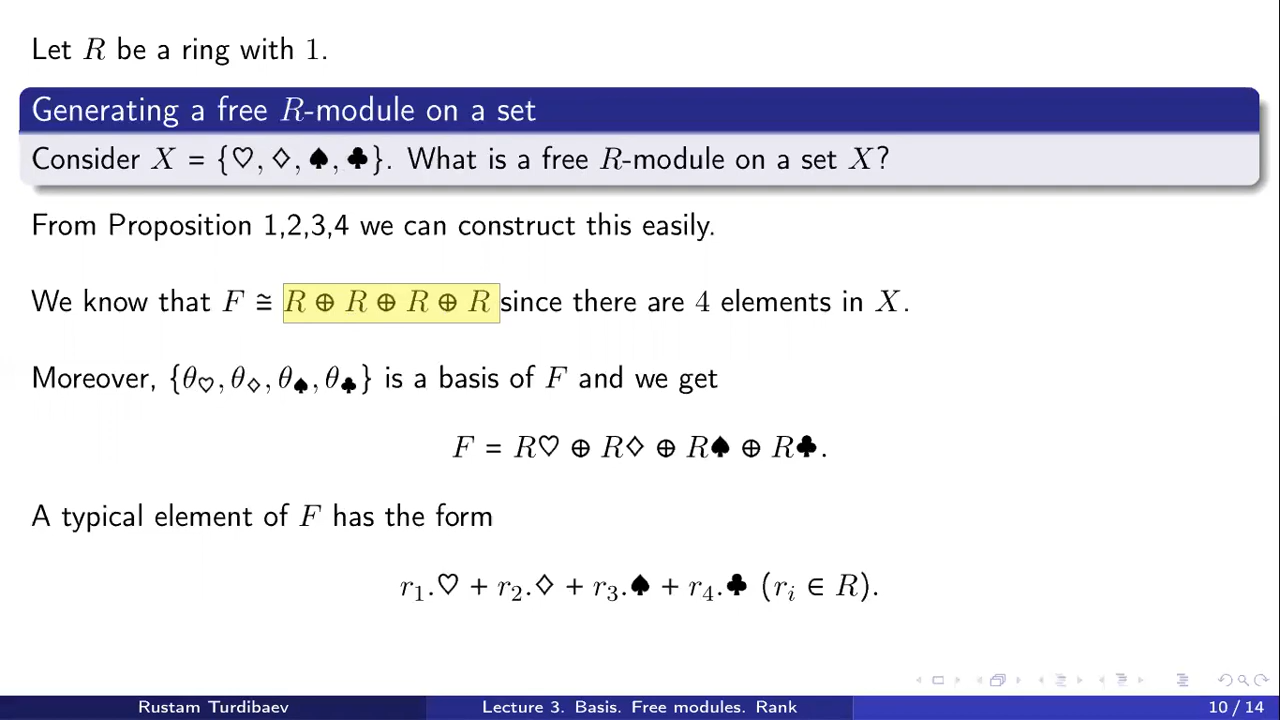 Let R be a ring with 1.
Generating a free R-module on a set
Consider X = {♡, ♢, ♠, ♣}. What is a free R-module on a set X?
From Proposition 1,2,3,4 we can construct this easily.
We know that F ≅ R ⊕ R ⊕ R ⊕ R since there are 4 elements in X.
Moreover, {θ♡, θ♢, θ♠, θ♣} is a basis of F and we get
F = R♡ ⊕ R♢ ⊕ R♠ ⊕ R♣.
A typical element of F has the form
r₁.♡ + r₂.♢ + r₃.♠ + r₄.♣ (rᵢ ∈ R).
Rustam Turdibaev Lecture 3. Basis. Free modules. Rank 10 / 14